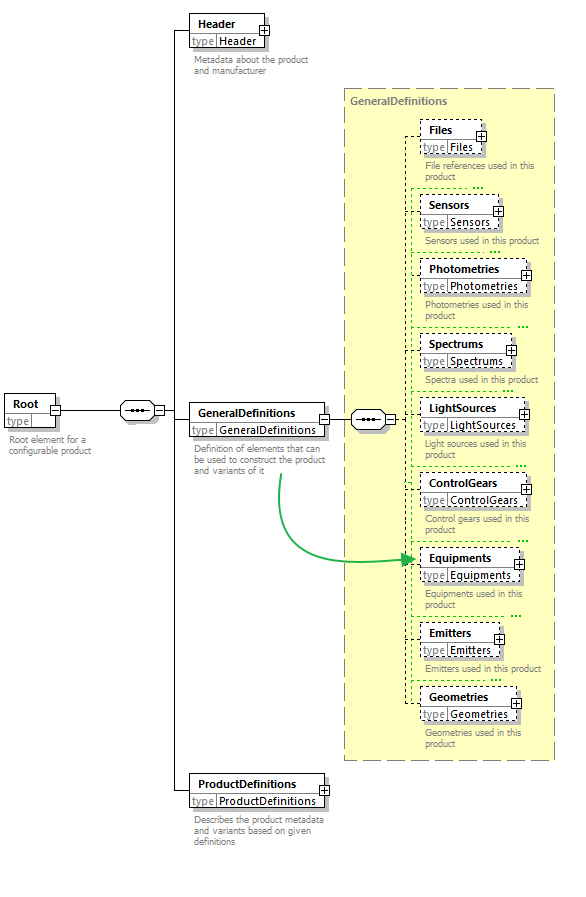 Header
type Header
Metadata about the product
and manufacturer
GeneralDefinitions
Files
type Files
File references used in this
product
Sensors
type Sensors
Sensors used in this product
Photometries
type Photometries
Photometries used in this
product
Spectrums
type Spectrums
Spectra used in this product
Root
type
Root element for a
configurable product
GeneralDefinitions
type GeneralDefinitions
Definition of elements that can
be used to construct the product
and variants of it
LightSources
type LightSources
Light sources used in this
product
ControlGears
type ControlGears
Control gears used in this
product
Equipments
type Equipments
Equipments used in this
product
Emitters
type Emitters
Emitters used in this product
Geometries
type Geometries
Geometries used in this
product
ProductDefinitions
type ProductDefinitions
Describes the product metadata
and variants based on given
definitions